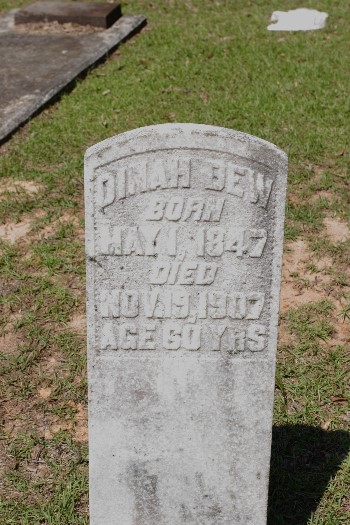 DINAH DEW
BORN
MAY 1, 1847
DIED
NOV. 19, 1907
AGE 60 YRS